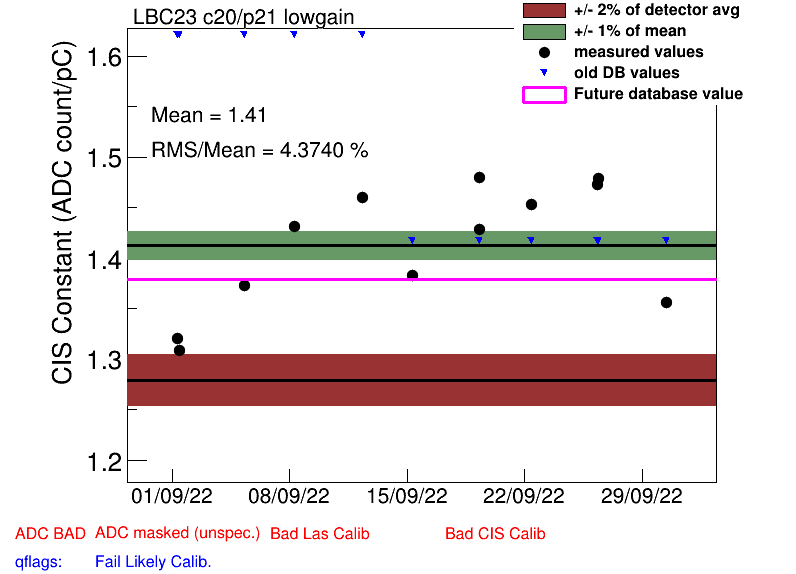 LBC23 c20/p21 lowgain
+/- 2% of detector avg
+/- 1% of mean
measured values
old DB values
Future database value
Mean = 1.41
RMS/Mean = 4.3740 %
CIS Constant (ADC count/pC)
1.6
1.5
1.4
1.3
1.2
01/09/22 08/09/22 15/09/22 22/09/22 29/09/22
ADC BAD ADC masked (unspec.) Bad Las Calib Bad CIS Calib
qflags: Fail Likely Calib.